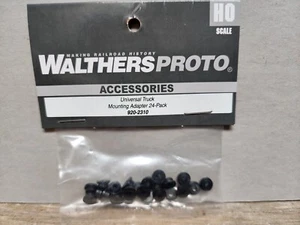 HO
SCALE
MAKING RAILROAD HISTORY
WALTHERSPROTO®
ACCESSORIES
Universal Truck
Mounting Adapter 24-Pack
920-2310